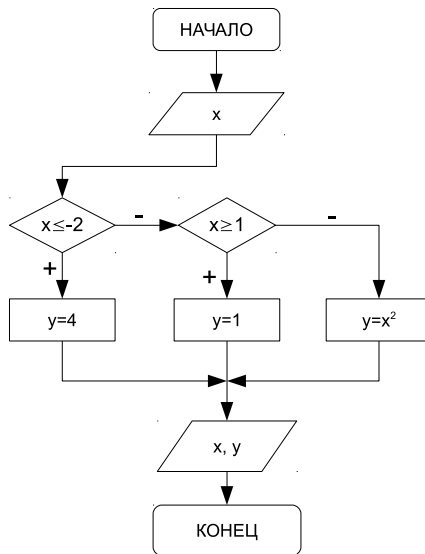 НАЧАЛО
x
x≤-2
-
x≥1
-
+
+
y=4
y=1
y=x²
x, y
КОНЕЦ